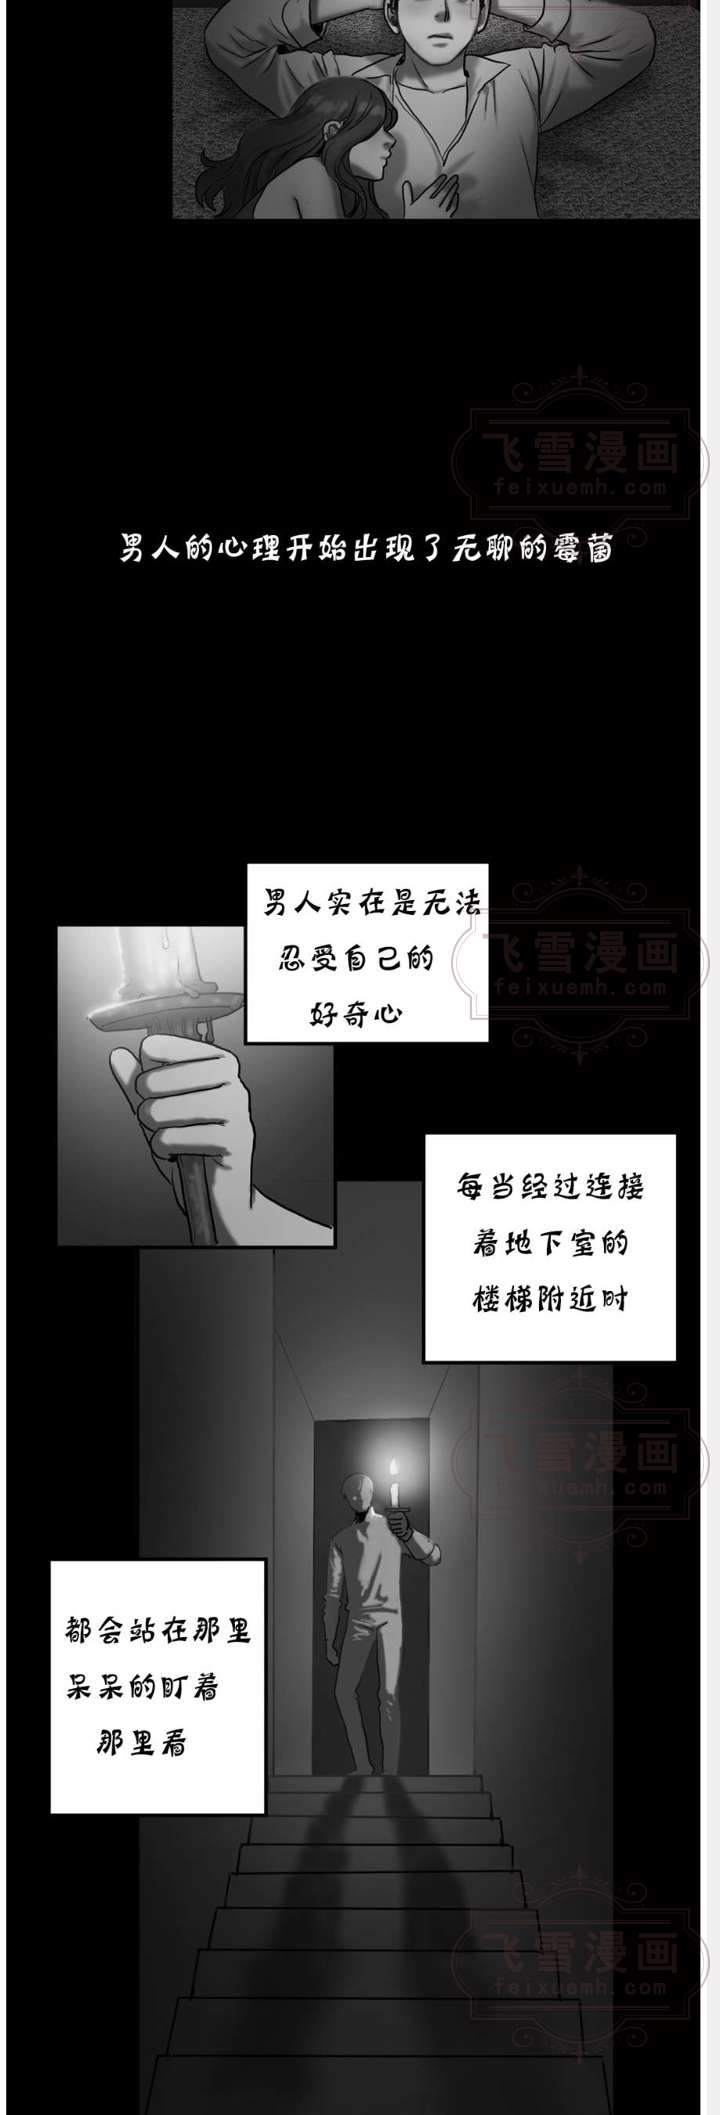 飞雪漫画
feixuemh.com
男人的心理开始出现了无聊的霉菌
男人实在是无法
忍受自己的
好奇心
飞雪漫画
feixuemh.com
每当经过连接
着地下室的
楼梯附近时
飞雪漫画
feixuemh.com
都会站在那里
呆呆的盯着
那里看
飞雪漫画
feixuemh.com